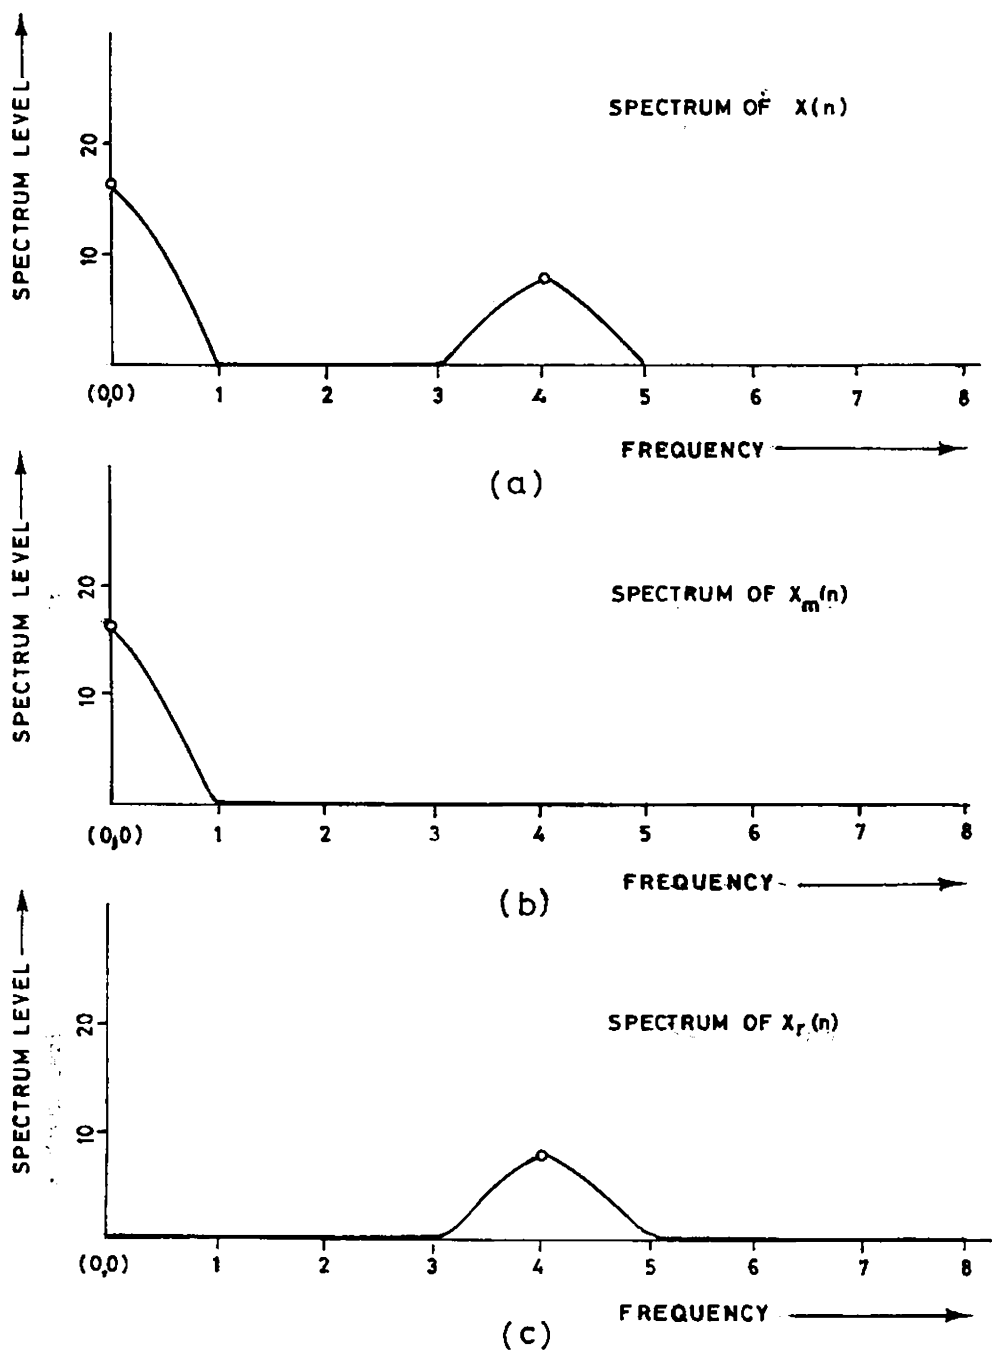 SPECTRUM LEVEL
20
10
SPECTRUM OF X(n)
(0,0) 1 2 3 4 5 6 7 8
FREQUENCY
(a)
SPECTRUM LEVEL
20
10
SPECTRUM OF Xm(n)
(0,0) 1 2 3 4 5 6 7 8
FREQUENCY
(b)
SPECTRUM LEVEL
20
10
SPECTRUM OF Xr(n)
(0,0) 1 2 3 4 5 6 7 8
FREQUENCY
(c)